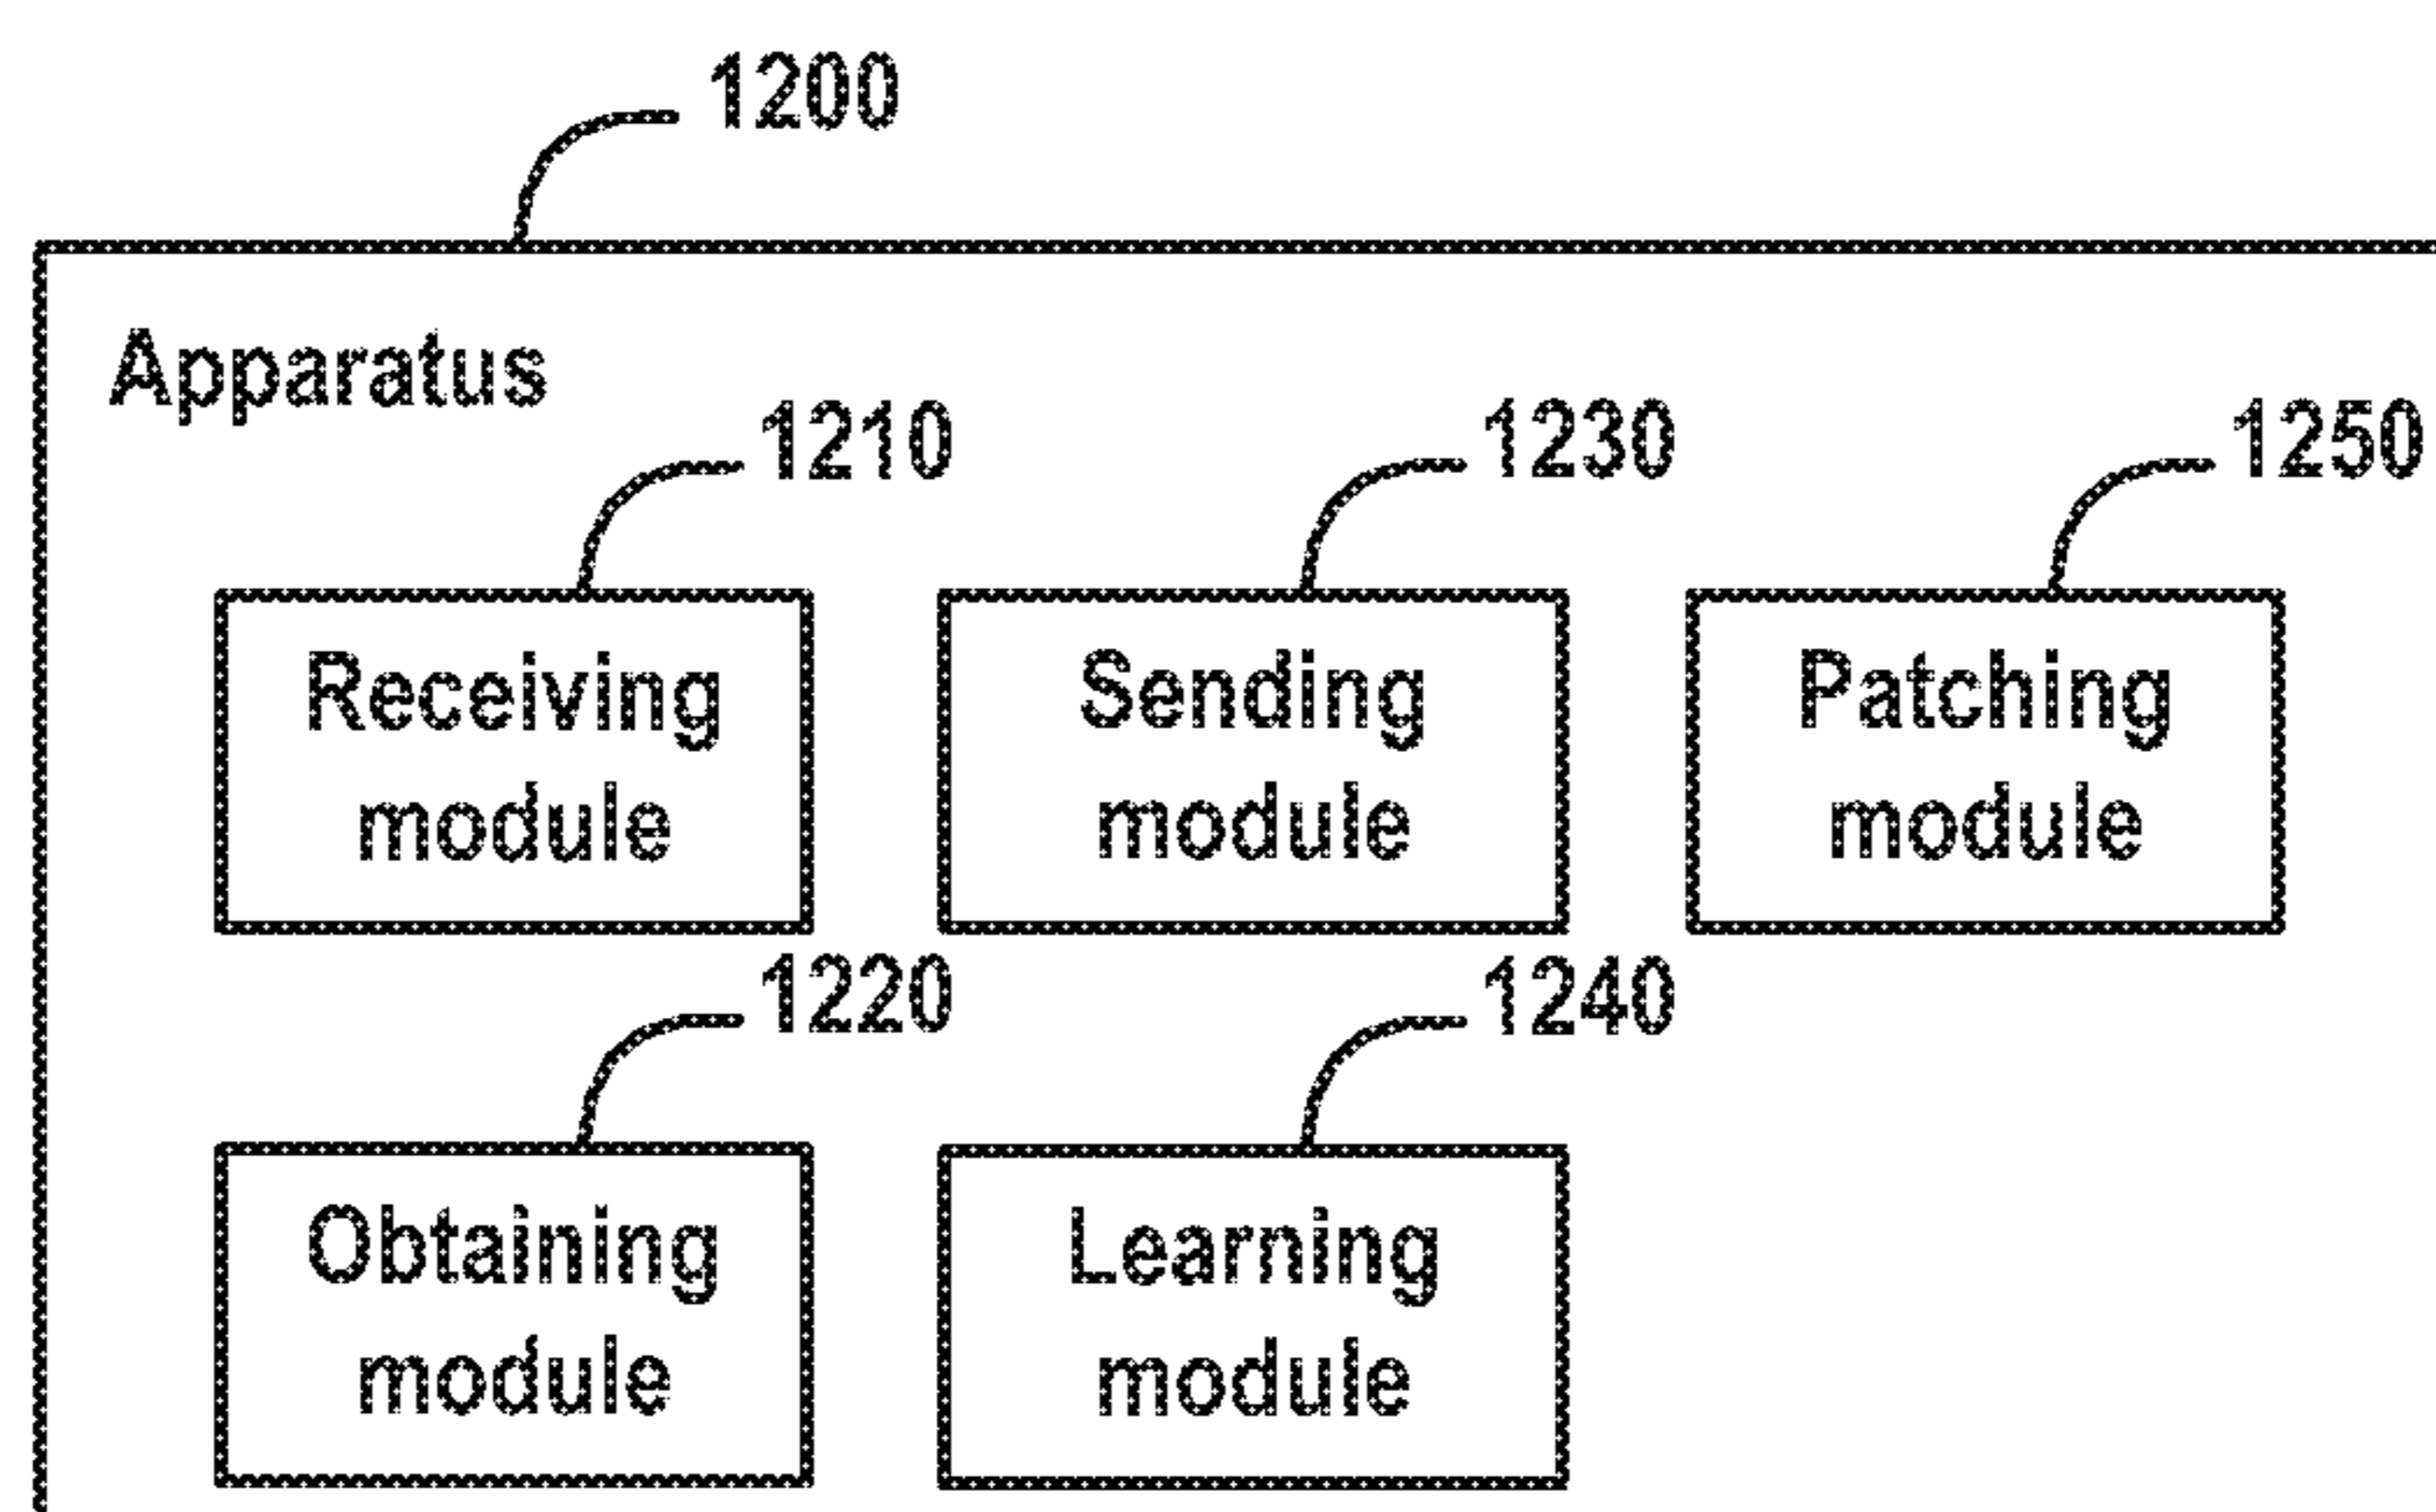 1200
Apparatus
1210
1230
1250
Receiving
module
Sending
module
Patching
module
1220
1240
Obtaining
module
Learning
module